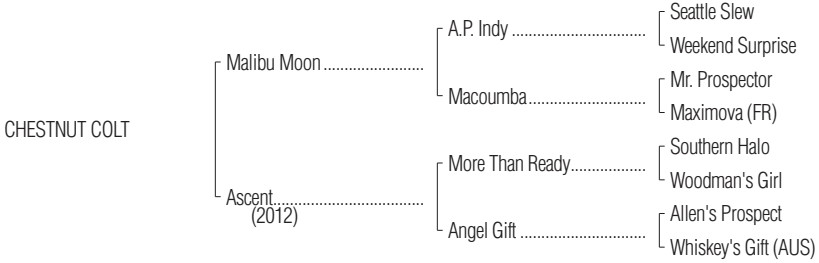 Seattle Slew
A.P. Indy ................................
Weekend Surprise
Malibu Moon ........................
Mr. Prospector
Macoumba............................
Maximova (FR)
CHESTNUT COLT
Southern Halo
More Than Ready..................
Woodman's Girl
Ascent....................................
(2012)
Allen's Prospect
Angel Gift ..............................
Whiskey's Gift (AUS)